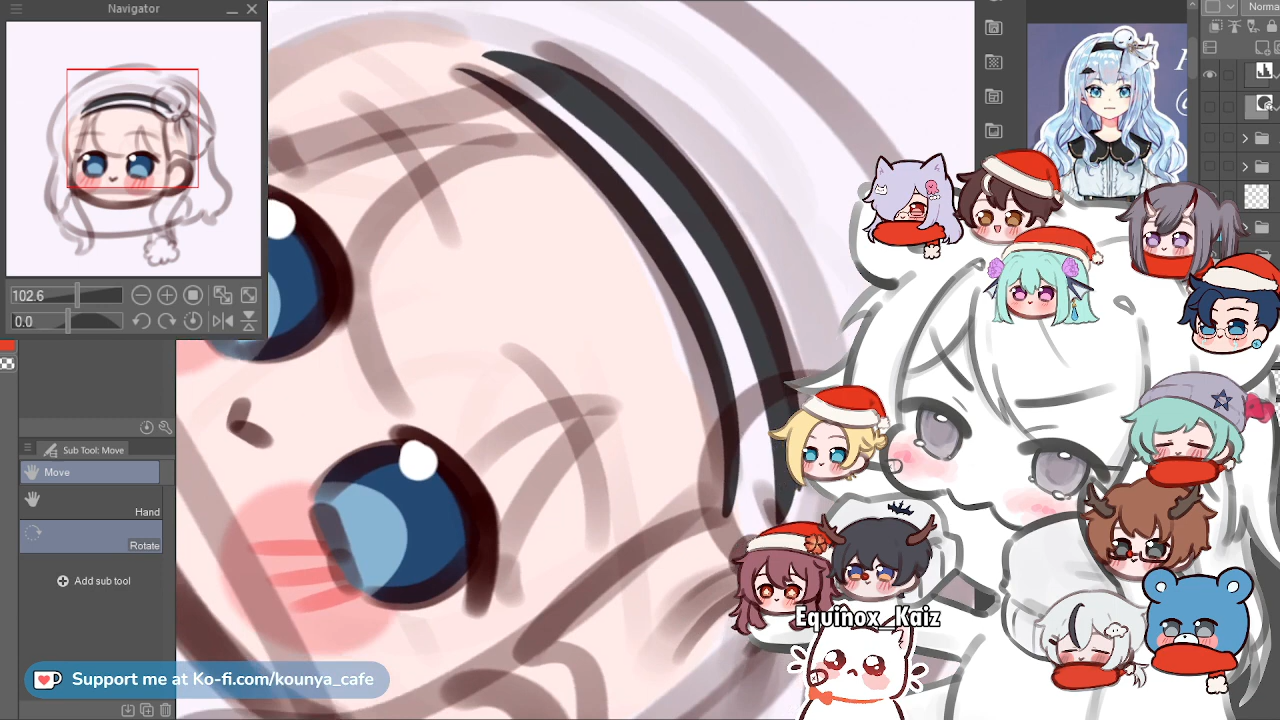 Navigator
Norma
102.6
0.0
Sub Tool: Move
Move
Hand
Rotate
Add sub tool
Equinox_Kaiz
Support me at Ko-fi.com/kounya_cafe